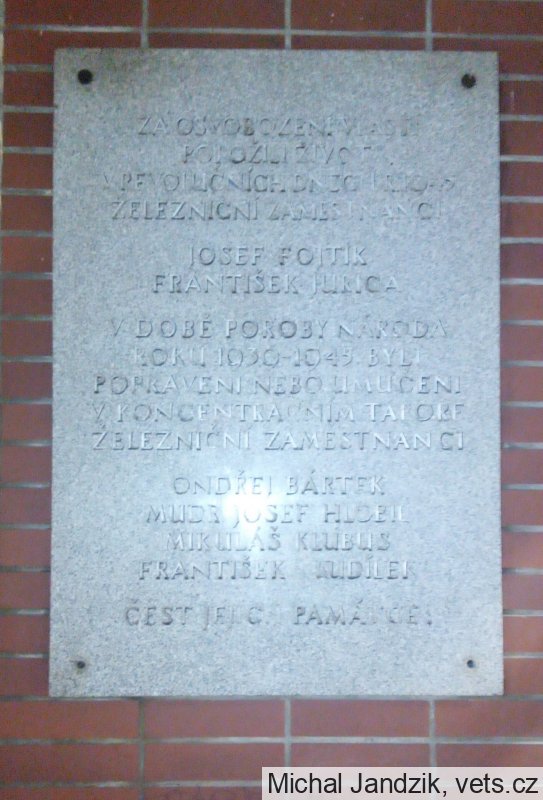 ZA OSVOBOZENÍ VLASTI
POLOŽILI ŽIVOT
V REVOLUČNÍCH DNECH
ŽELEZNIČNÍ ZAMĚSTNANCI
JOSEF FOJTÍK
FRANTIŠEK JURICA
V DOBĚ POROBY NÁRODA
ROKU 1939-1945 BYLI
POPRAVENI NEBO UMUČENI
V KONCENTRAČNÍM TÁBOŘE
ŽELEZNIČNÍ ZAMĚSTNANCI
ONDŘEJ BÁRTEK
MUDR JOSEF HLOBIL
MIKULÁŠ KLUBUS
FRANTIŠEK
ČEST JEJICH PAMÁTCE!
Michal Jandzik, vets.cz